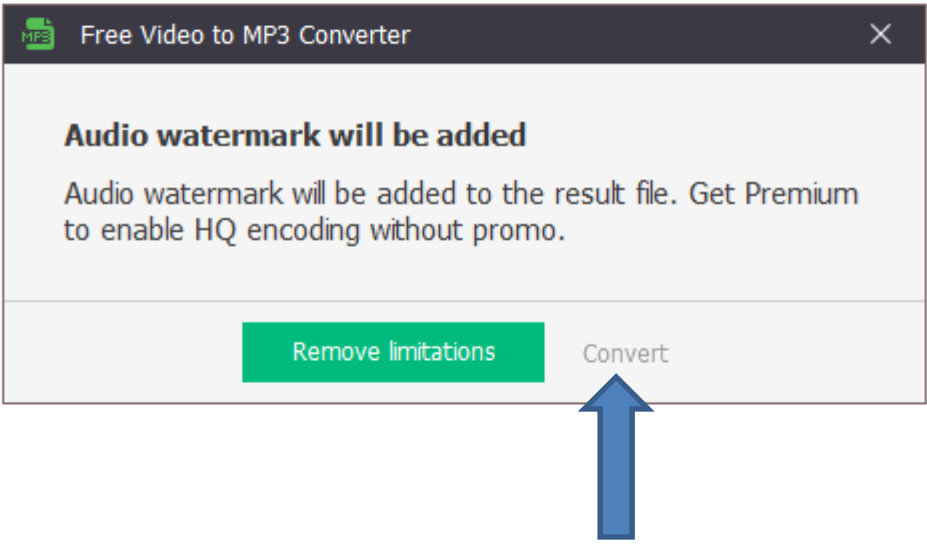 MP3
Free Video to MP3 Converter
Audio watermark will be added
Audio watermark will be added to the result file. Get Premium
to enable HQ encoding without promo.
Remove limitations
Convert